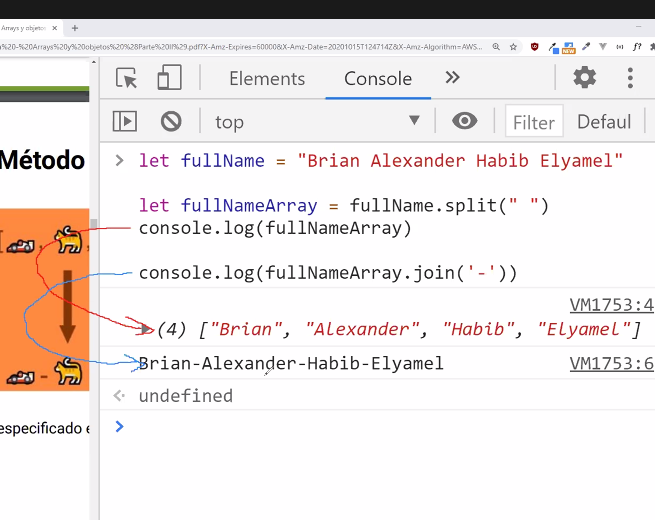 Arrays y objeto
%20-%20Arrays%20y%20objetos%20%28Parte%20II%29.pdf?X-Amz-Expires=60000&X-Amz-Date=20201015T124714Z&X-Amz-Algorithm=AWS...
NEW
f?
Elements Console
top Filter Defaul
Método
let fullName = "Brian Alexander Habib Elyamel"
let fullNameArray = fullName.split(" ")
console.log(fullNameArray)
console.log(fullNameArray.join('-'))
VM1753:4
(4) ["Brian", "Alexander", "Habib", "Elyamel"]
Brian-Alexander-Habib-Elyamel VM1753:6
undefined
especificado e